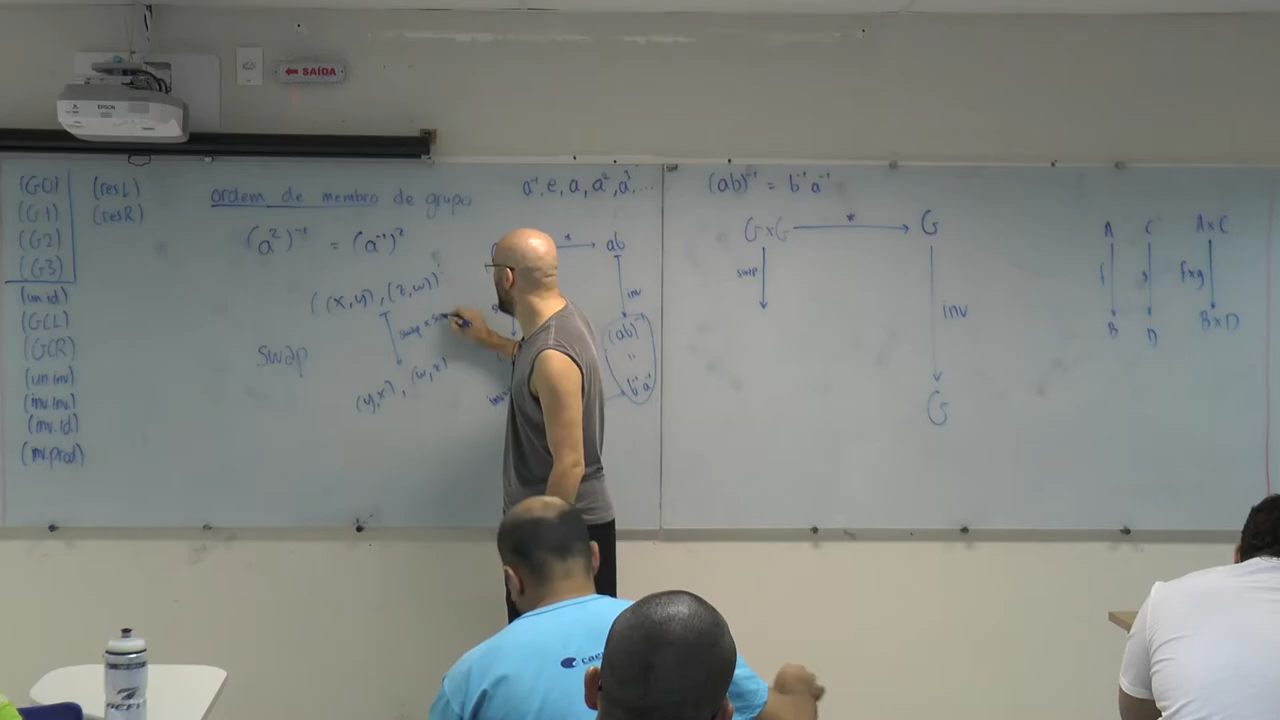 EPSON
SAÍDA
(G0)
(G1)
(G2)
(G3)
(un.id)
(GCL)
(GCR)
(un.inv)
(inv.inv)
(inv.id)
(inv.prod)
(resL)
(resR)
ordem de membro de grupo
(a²)⁻¹ = (a⁻¹)²
((x,y),(z,w))
swap
(y,x),(w,z)
a⁻¹, e, a, a², a³, ...
* ab
inv
(ab)⁻¹
"
b⁻¹a⁻¹
(ab)⁻¹ = b⁻¹a⁻¹
G×G * G
swap
inv
G
A C A×C
f g f×g
B D B×D